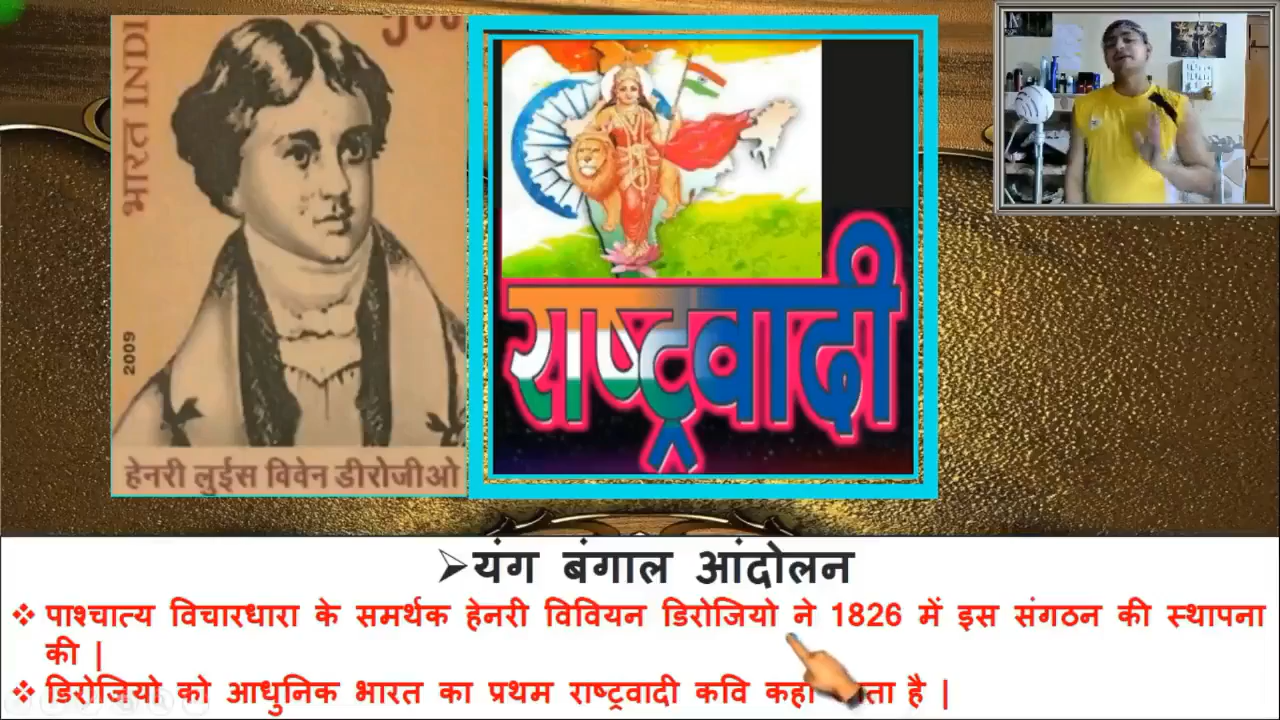 भारत INDI
2009
हेनरी लुईस विवेन डीरोजीओ
राष्ट्रवादी
➢यंग बंगाल आंदोलन
❖ पाश्चात्य विचारधारा के समर्थक हेनरी विवियन डिरोजियो ने 1826 में इस संगठन की स्थापना
की |
❖ डिरोजियो को आधुनिक भारत का प्रथम राष्ट्रवादी कवि कहा है |